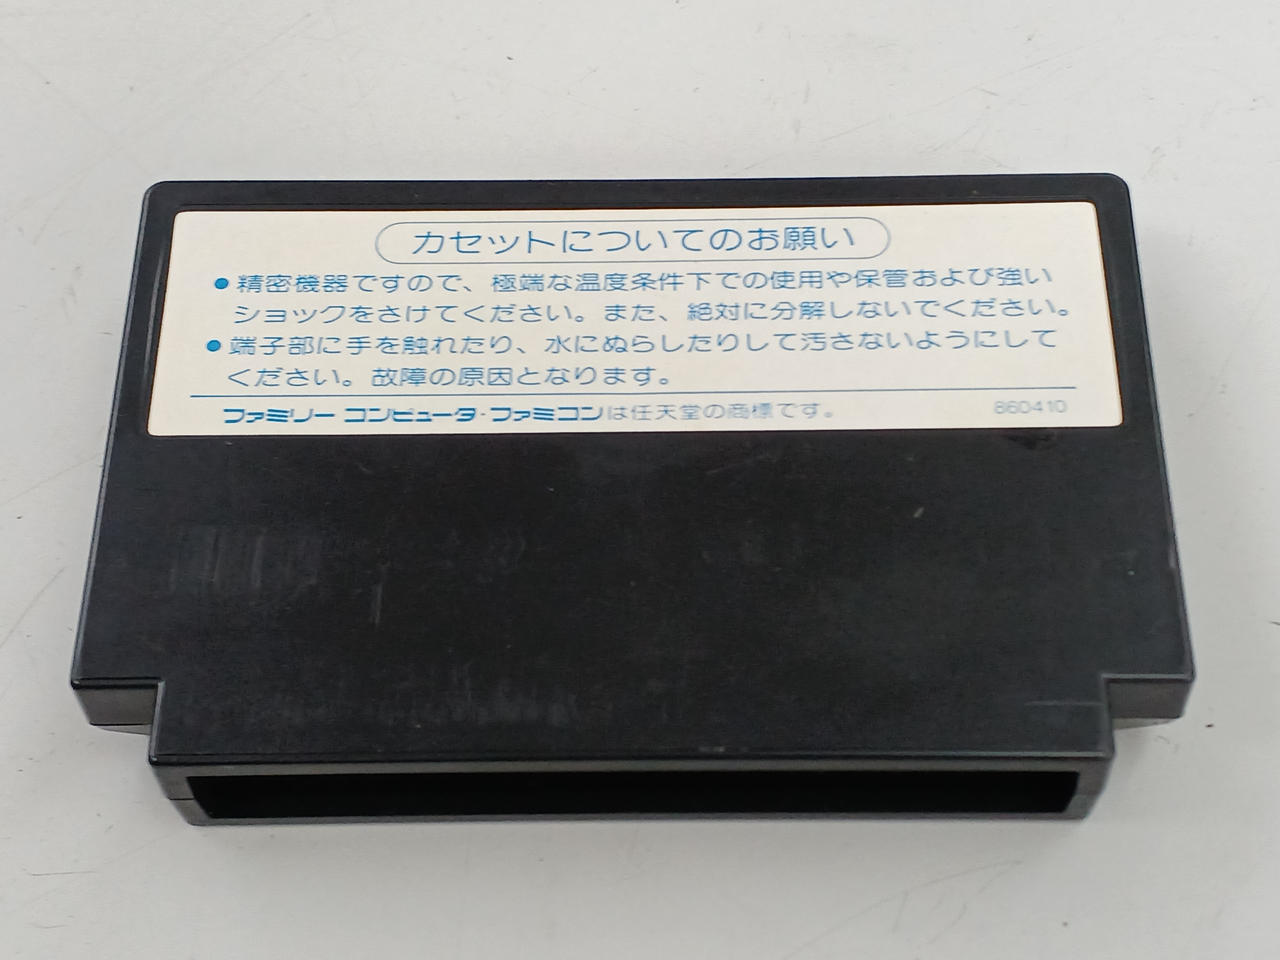 カセットについてのお願い
●精密機器ですので、極端な温度条件下での使用や保管および強い
ショックをさけてください。また、絶対に分解しないでください。
●端子部に手を触れたり、水にぬらしたりして汚さないようにして
ください。故障の原因となります。
ファミリー コンピュータ・ファミコンは任天堂の商標です。 860410